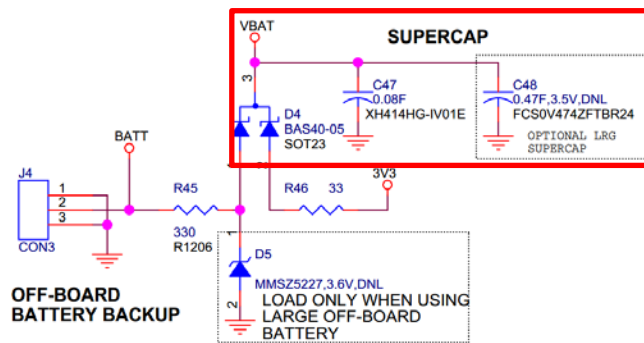 VBAT
SUPERCAP
3
C47
0.08F
XH414HG-IV01E
C48
0.47F,3.5V,DNL
FCS0V474ZFTBR24
OPTIONAL LRG
SUPERCAP
D4
BAS40-05
SOT23
BATT
J4
1
2
3
CON3
R45
330
R1206
R46 33
3V3
1
D5
MMSZ5227,3.6V,DNL
2
LOAD ONLY WHEN USING
LARGE OFF-BOARD
BATTERY
OFF-BOARD
BATTERY BACKUP